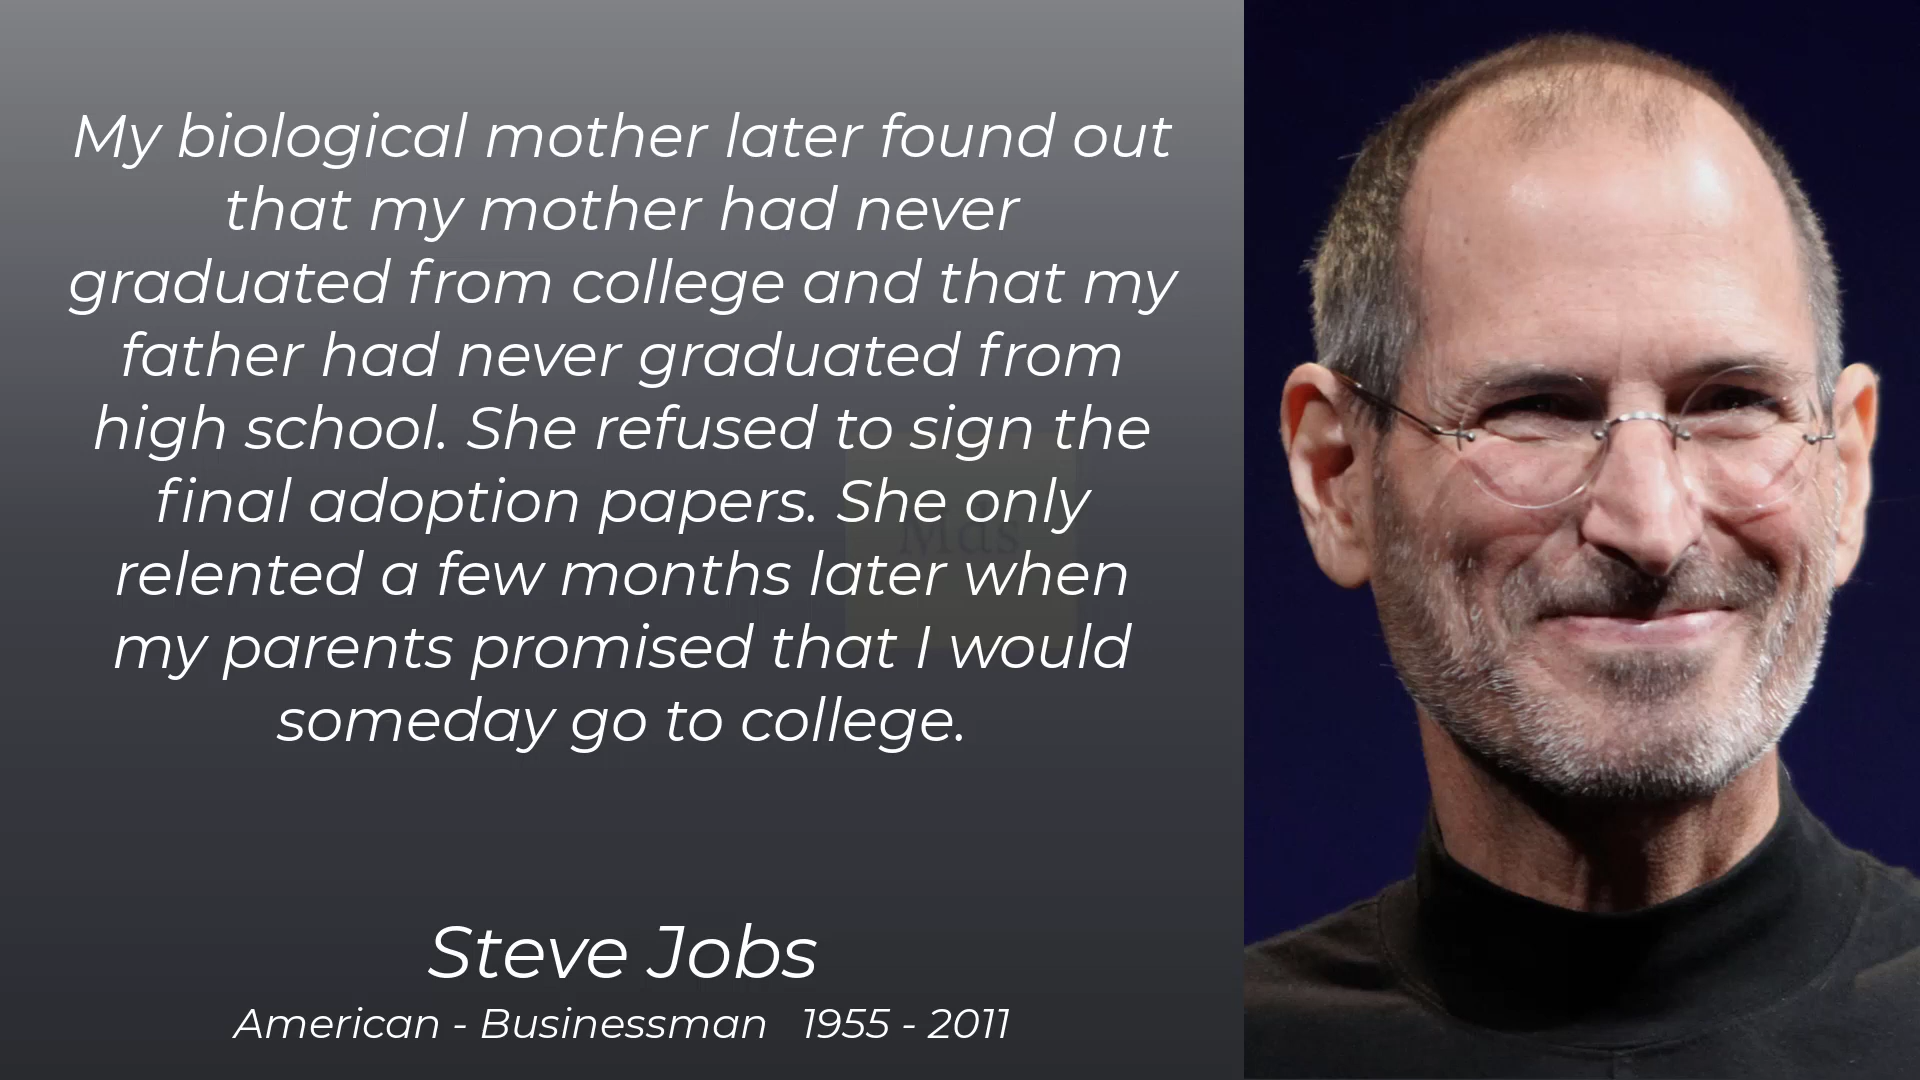 My biological mother later found out
that my mother had never
graduated from college and that my
father had never graduated from
high school. She refused to sign the
final adoption papers. She only
relented a few months later when
my parents promised that I would
someday go to college.
Steve Jobs
American - Businessman 1955 - 2011